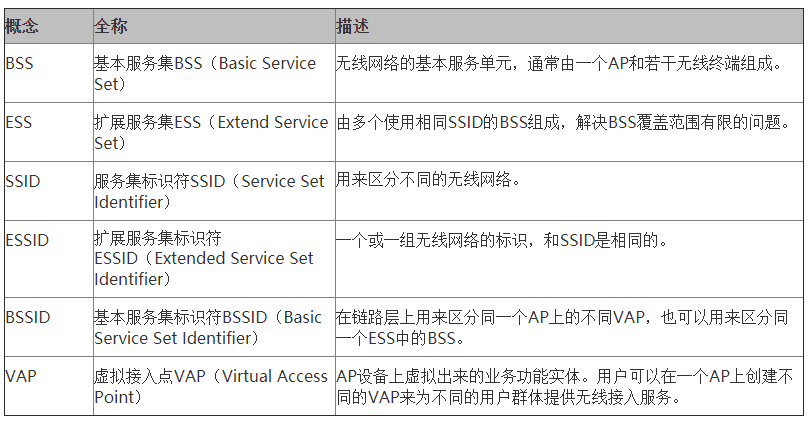 概念 全称 描述
BSS 基本服务集BSS（Basic Service 无线网络的基本服务单元，通常由一个AP和若干无线终端组成。
Set）
ESS 扩展服务集ESS（Extend Service 由多个使用相同SSID的BSS组成，解决BSS覆盖范围有限的问题。
Set）
SSID 服务集标识符SSID（Service Set 用来区分不同的无线网络。
Identifier）
ESSID 扩展服务集标识符 一个或一组无线网络的标识，和SSID是相同的。
ESSID（Extended Service Set
Identifier）
BSSID 基本服务集标识符BSSID（Basic 在链路层上用来区分同一个AP上的不同VAP，也可以用来区分同
Service Set Identifier） 一个ESS中的BSS。
VAP 虚拟接入点VAP（Virtual Access AP设备上虚拟出来的业务功能实体。用户可以在一个AP上创建不
Point） 同的VAP来为不同的用户群体提供无线接入服务。